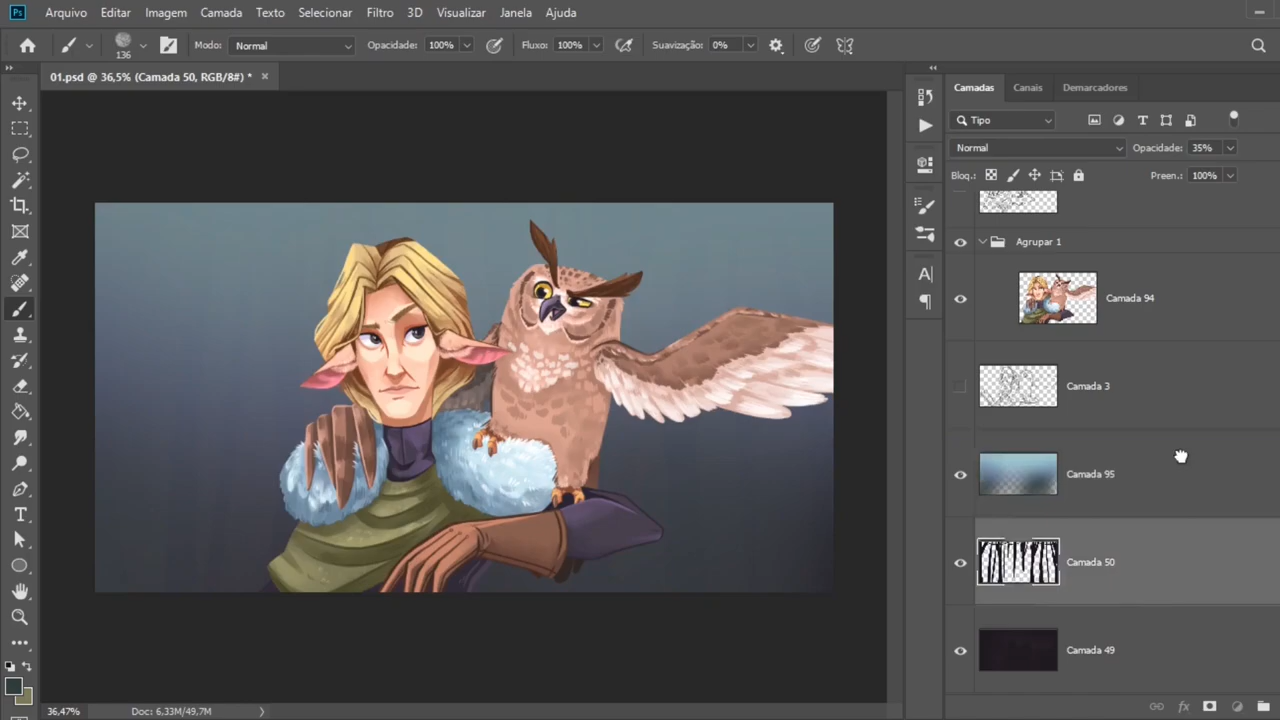 Ps Arquivo Editar Imagem Camada Texto Selecionar Filtro 3D Visualizar Janela Ajuda
136 Modo: Normal Opacidade: 100% Fluxo: 100% Suavização: 0%
01.psd @ 36,5% (Camada 50, RGB/8#) * ×
Camadas Canais Demarcadores
Tipo
Normal Opacidade: 35%
Bloq.: Preen.: 100%
Agrupar 1
Camada 94
Camada 3
Camada 95
Camada 50
Camada 49
36,47% Doc: 6,33M/49,7M